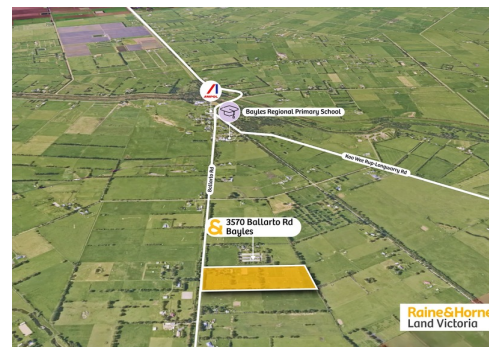 AMPOL
Bayles Regional Primary School
Koo Wee Rup-Longwarry Rd
Ballarto Rd
& 3570 Ballarto Rd
Bayles
Raine&Horne
Land Victoria